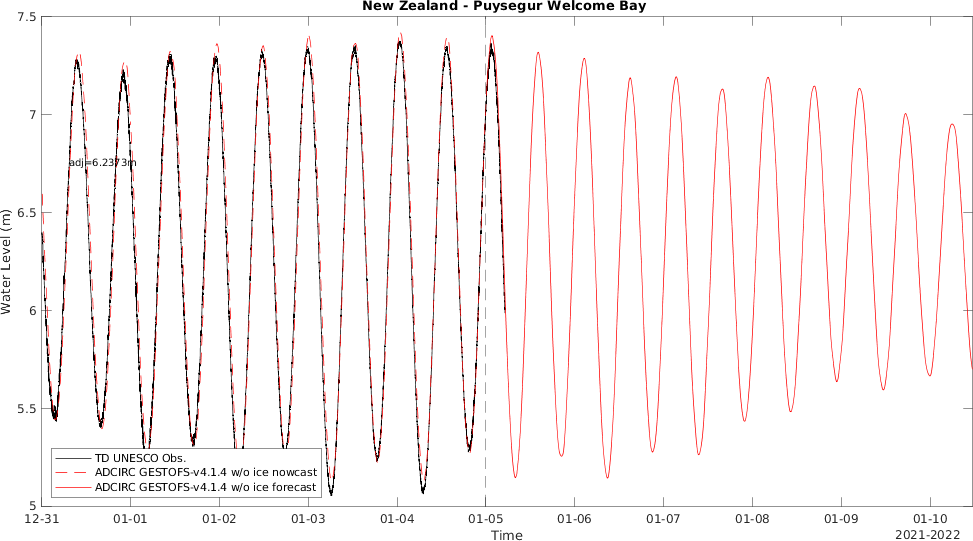 New Zealand - Puysegur Welcome Bay
7.5
7
6.5
6
5.5
5
Water Level (m)
adj=6.2373m
TD UNESCO Obs.
ADCIRC GESTOFS-v4.1.4 w/o ice nowcast
ADCIRC GESTOFS-v4.1.4 w/o ice forecast
12-31 01-01 01-02 01-03 01-04 01-05 01-06 01-07 01-08 01-09 01-10
Time
2021-2022